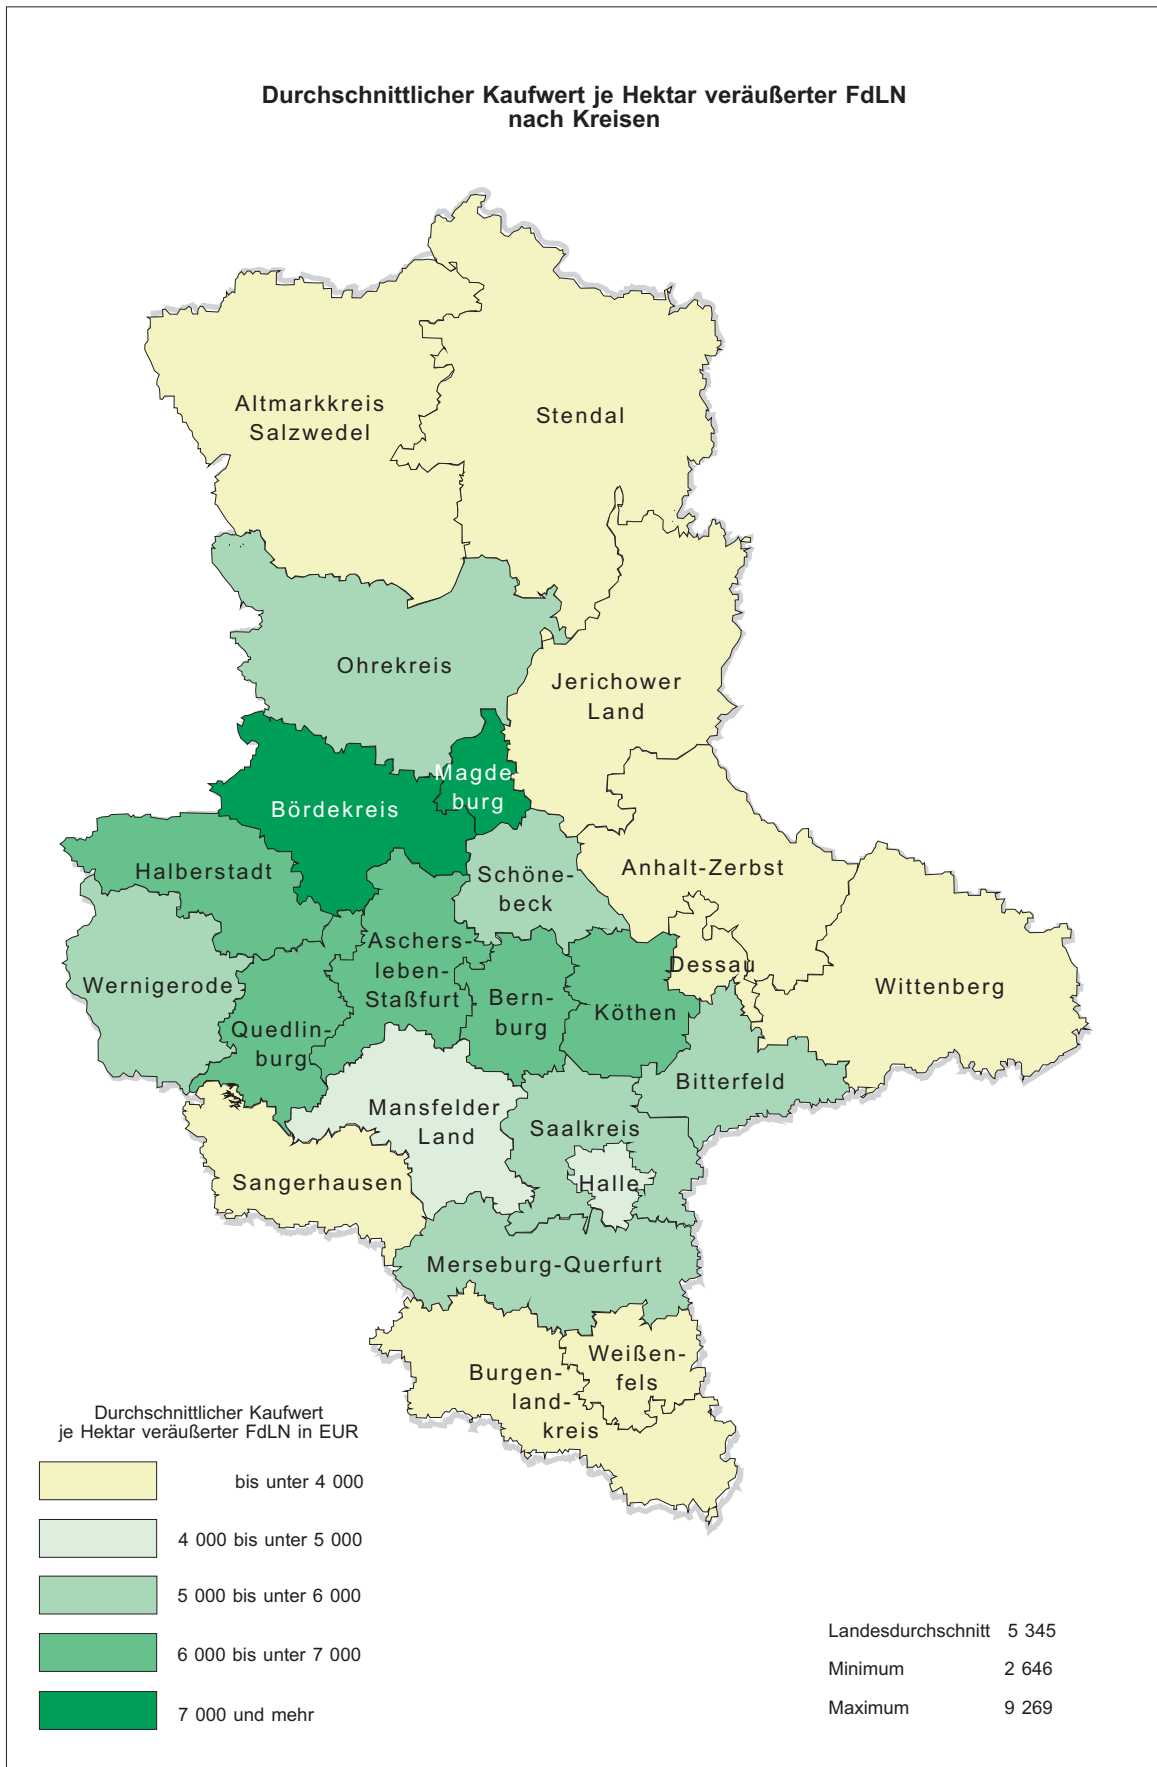 Durchschnittlicher Kaufwert je Hektar veräußerter FdLN
nach Kreisen
Altmarkkreis
Salzwedel
Stendal
Ohrekreis
Jerichower
Land
Magde-
burg
Bördekreis
Halberstadt
Schöne-
beck
Anhalt-Zerbst
Aschers-
leben-
Staßfurt
Dessau
Wernigerode
Wittenberg
Bern-
burg
Köthen
Quedlin-
burg
Bitterfeld
Mansfelder
Land
Saalkreis
Halle
Sangerhausen
Merseburg-Querfurt
Weißen-
fels
Burgen-
land-
kreis
Durchschnittlicher Kaufwert
je Hektar veräußerter FdLN in EUR
bis unter 4 000
4 000 bis unter 5 000
5 000 bis unter 6 000
6 000 bis unter 7 000
7 000 und mehr
Landesdurchschnitt 5 345
Minimum 2 646
Maximum 9 269